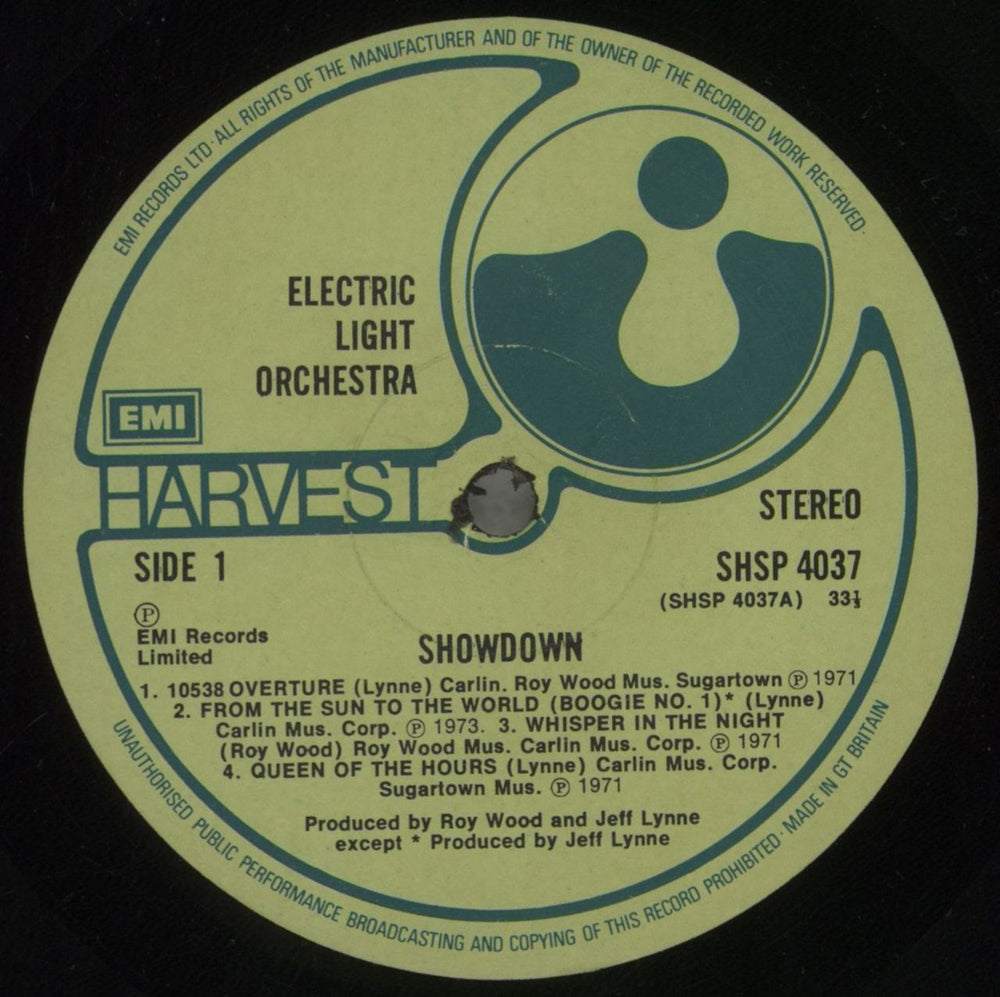 EMI RECORDS LTD·ALL RIGHTS OF THE MANUFACTURER AND OF THE OWNER OF THE RECORDED WORK RESERVED·
ELECTRIC
LIGHT
ORCHESTRA
EMI
HARVEST
STEREO
SIDE 1
SHSP 4037
(SHSP 4037A) 33⅓
Ⓟ
EMI Records
Limited
SHOWDOWN
1. 10538 OVERTURE (Lynne) Carlin. Roy Wood Mus. Sugartown Ⓟ 1971
2. FROM THE SUN TO THE WORLD (BOOGIE NO. 1)* (Lynne)
Carlin Mus. Corp. Ⓟ 1973. 3. WHISPER IN THE NIGHT
(Roy Wood) Roy Wood Mus. Carlin Mus. Corp. Ⓟ 1971
4. QUEEN OF THE HOURS (Lynne) Carlin Mus. Corp.
Sugartown Mus. Ⓟ 1971
Produced by Roy Wood and Jeff Lynne
except * Produced by Jeff Lynne
UNAUTHORISED PUBLIC PERFORMANCE BROADCASTING AND COPYING OF THIS RECORD PROHIBITED·MADE IN GT BRITAIN